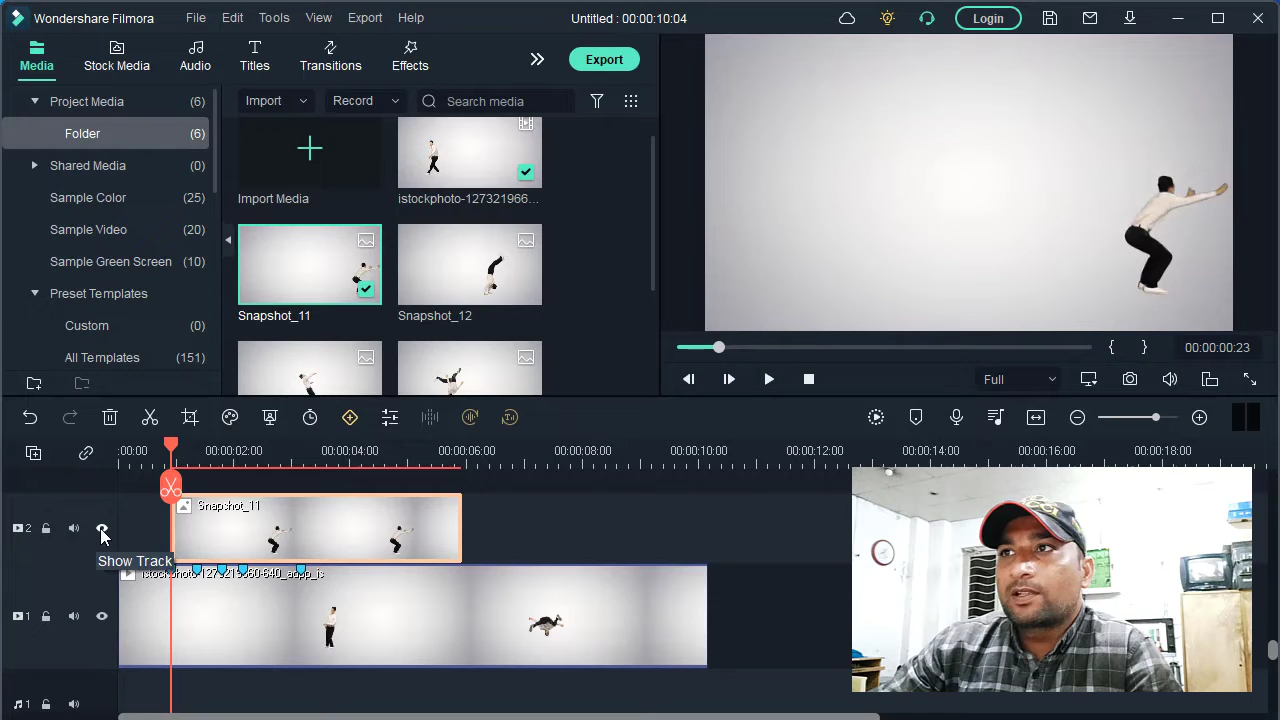 Wondershare Filmora File Edit Tools View Export Help Untitled : 00:00:10:04 Login
Media Stock Media Audio Titles Transitions Effects Export
Project Media (6)
Folder (6)
Shared Media (0)
Sample Color (25)
Sample Video (20)
Sample Green Screen (10)
Preset Templates
Custom (0)
All Templates (151)
Import Record Search media
Import Media istockphoto-127321966...
Snapshot_11 Snapshot_12
{ } 00:00:00:23
Full
:00:00 00:00:02:00 00:00:04:00 00:00:06:00 00:00:08:00 00:00:10:00 00:00:12:00 00:00:14:00 00:00:16:00 00:00:18:00
2 Snapshot_11
Show Track
1
1